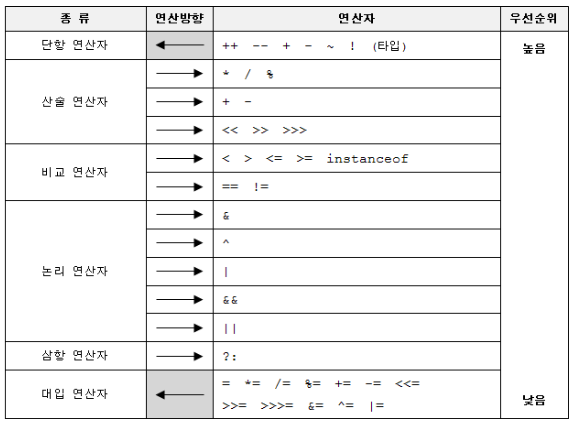 종 류 연산방향 연산자 우선순위
단항 연산자 ++ -- + - ~ ! (타입) 높음
* / %
산술 연산자 + -
<< >> >>>
비교 연산자 < > <= >= instanceof
== !=
&
^
논리 연산자 |
&&
||
삼항 연산자 ?:
대입 연산자 = *= /= %= += -= <<=
>>= >>>= &= ^= |= 낮음